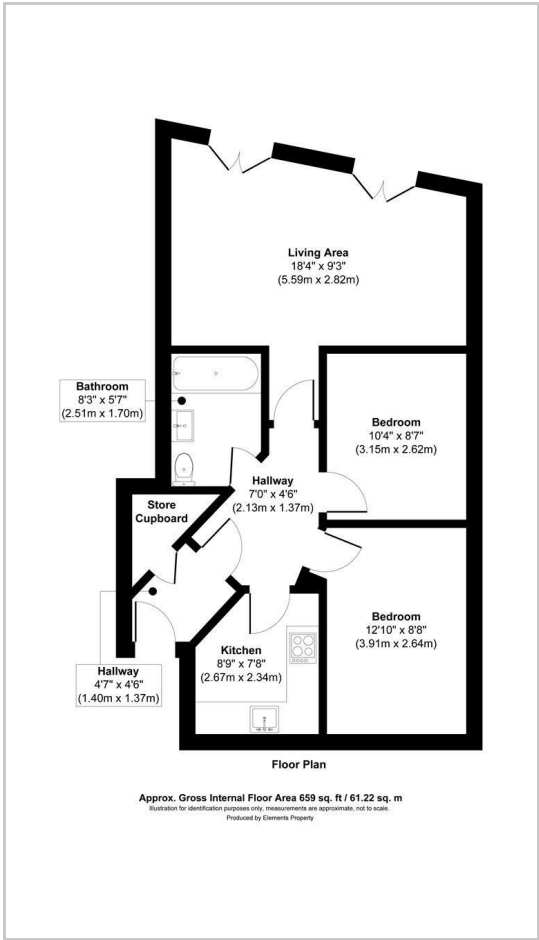 Living Area
18'4" x 9'3"
(5.59m x 2.82m)
Bathroom
8'3" x 5'7"
(2.51m x 1.70m)
Bedroom
10'4" x 8'7"
(3.15m x 2.62m)
Hallway
7'0" x 4'6"
(2.13m x 1.37m)
Store
Cupboard
Bedroom
12'10" x 8'8"
(3.91m x 2.64m)
Kitchen
8'9" x 7'8"
(2.67m x 2.34m)
Hallway
4'7" x 4'6"
(1.40m x 1.37m)
Floor Plan
Approx. Gross Internal Floor Area 659 sq. ft / 61.22 sq. m
Illustration for identification purposes only, measurements are approximate, not to scale.
Produced by Elements Property